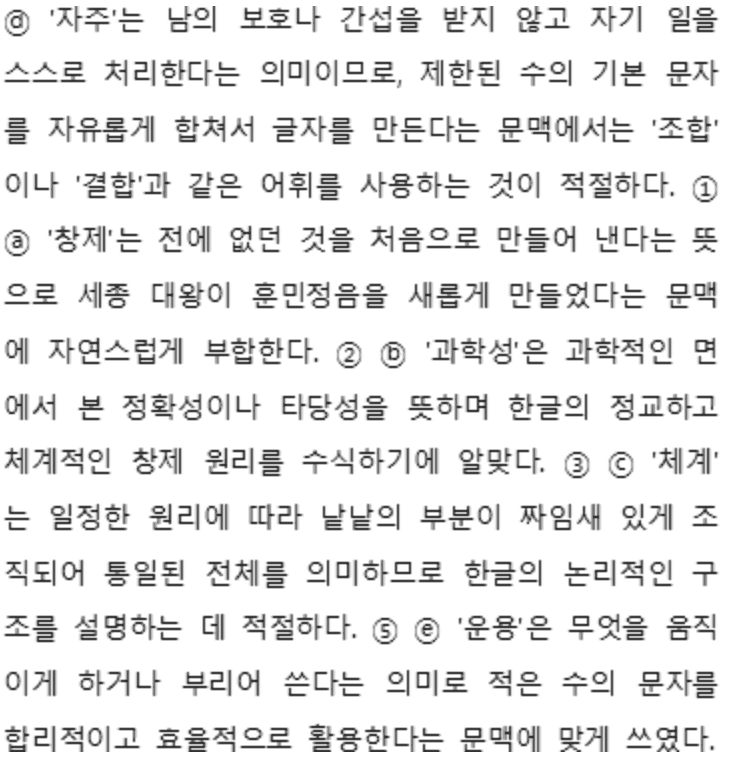 ⓓ '자주'는 남의 보호나 간섭을 받지 않고 자기 일을
스스로 처리한다는 의미이므로, 제한된 수의 기본 문자
를 자유롭게 합쳐서 글자를 만든다는 문맥에서는 '조합'
이나 '결합'과 같은 어휘를 사용하는 것이 적절하다. ①
ⓐ '창제'는 전에 없던 것을 처음으로 만들어 낸다는 뜻
으로 세종 대왕이 훈민정음을 새롭게 만들었다는 문맥
에 자연스럽게 부합한다. ② ⓑ '과학성'은 과학적인 면
에서 본 정확성이나 타당성을 뜻하며 한글의 정교하고
체계적인 창제 원리를 수식하기에 알맞다. ③ ⓒ '체계'
는 일정한 원리에 따라 낱낱의 부분이 짜임새 있게 조
직되어 통일된 전체를 의미하므로 한글의 논리적인 구
조를 설명하는 데 적절하다. ⑤ ⓔ '운용'은 무엇을 움직
이게 하거나 부리어 쓴다는 의미로 적은 수의 문자를
합리적이고 효율적으로 활용한다는 문맥에 맞게 쓰였다.